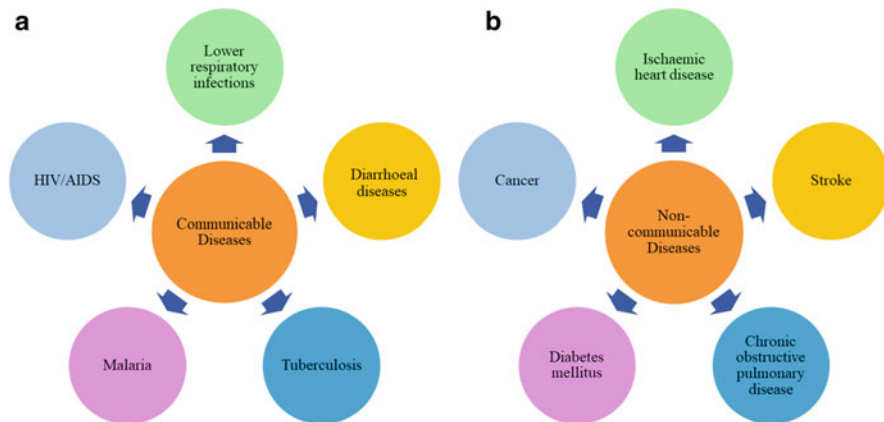 a
Lower
respiratory
infections
HIV/AIDS
Diarrhoeal
diseases
Communicable
Diseases
Malaria
Tuberculosis
b
Ischaemic
heart disease
Cancer
Stroke
Non-
communicable
Diseases
Diabetes
mellitus
Chronic
obstructive
pulmonary
disease